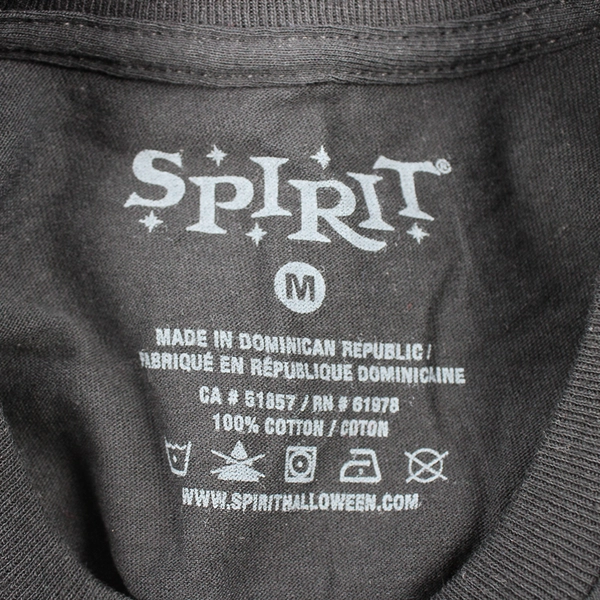 SPIRIT®
M
MADE IN DOMINICAN REPUBLIC /
FABRIQUÉ EN RÉPUBLIQUE DOMINICAINE
CA # 51857 / RN # 61978
100% COTTON / COTON
WWW.SPIRITHALLOWEEN.COM